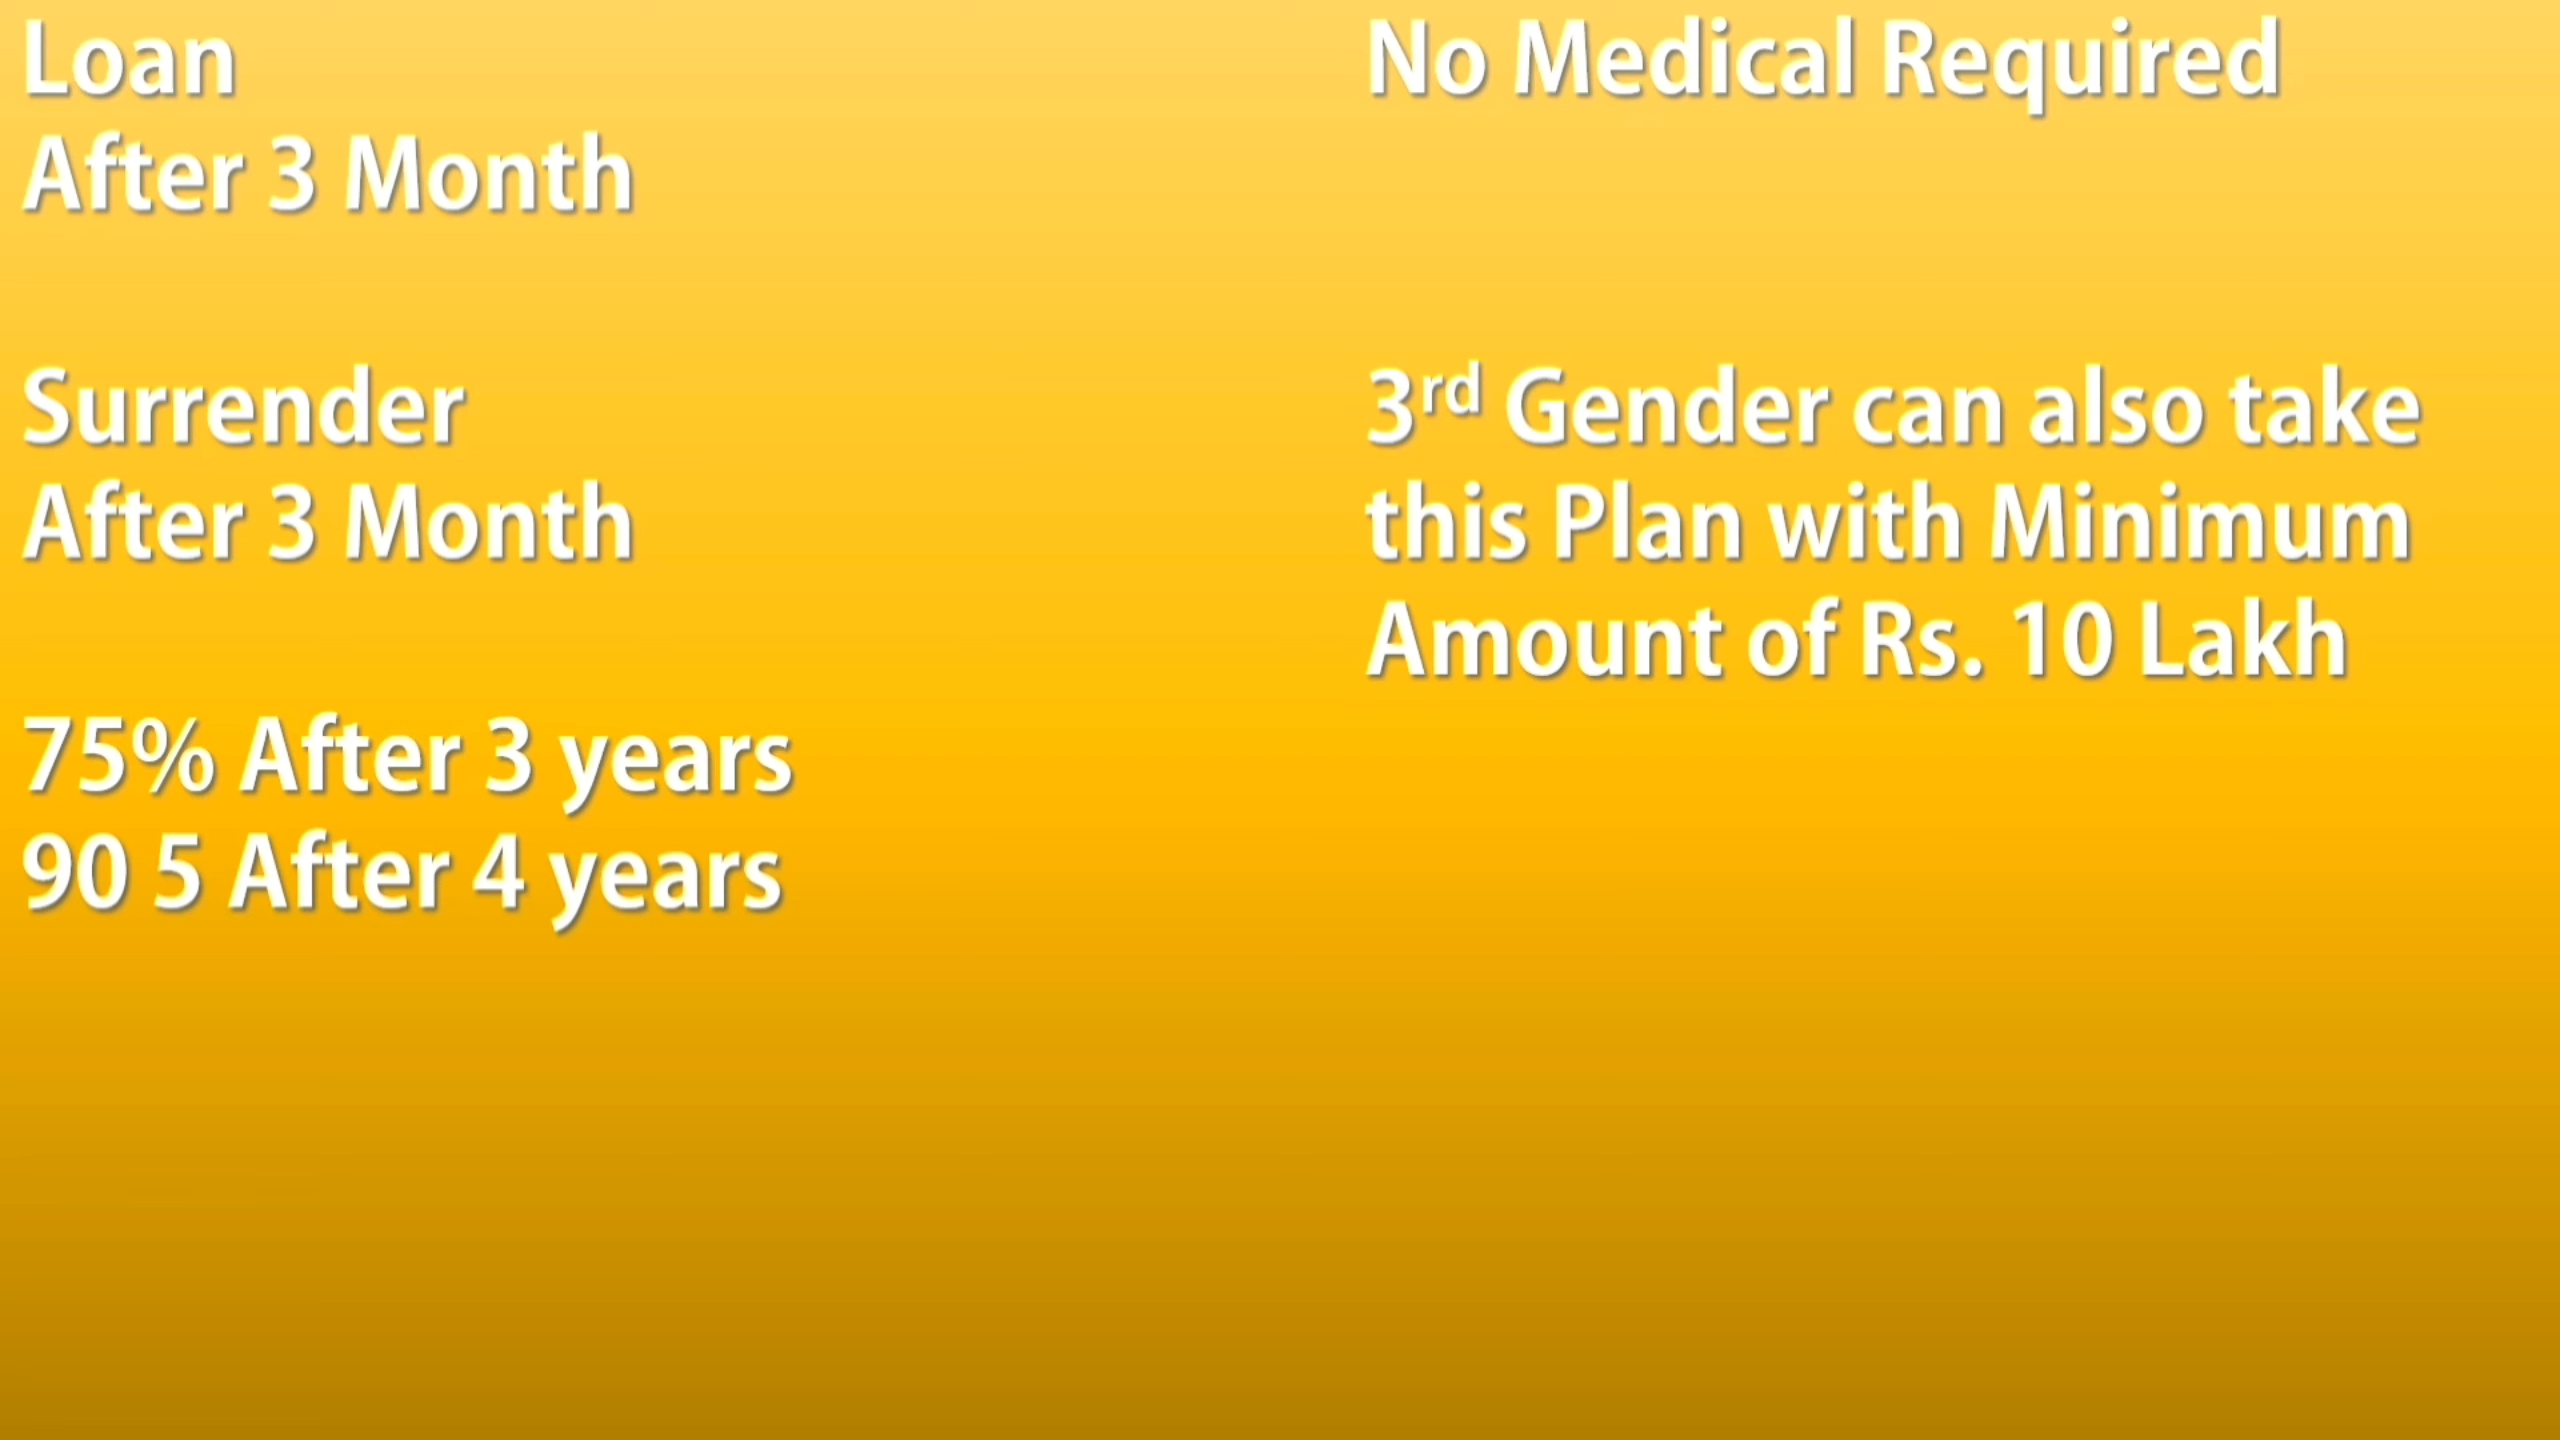 Loan
After 3 Month
Surrender
After 3 Month
75% After 3 years
90 5 After 4 years
No Medical Required
3rd Gender can also take
this Plan with Minimum
Amount of Rs. 10 Lakh